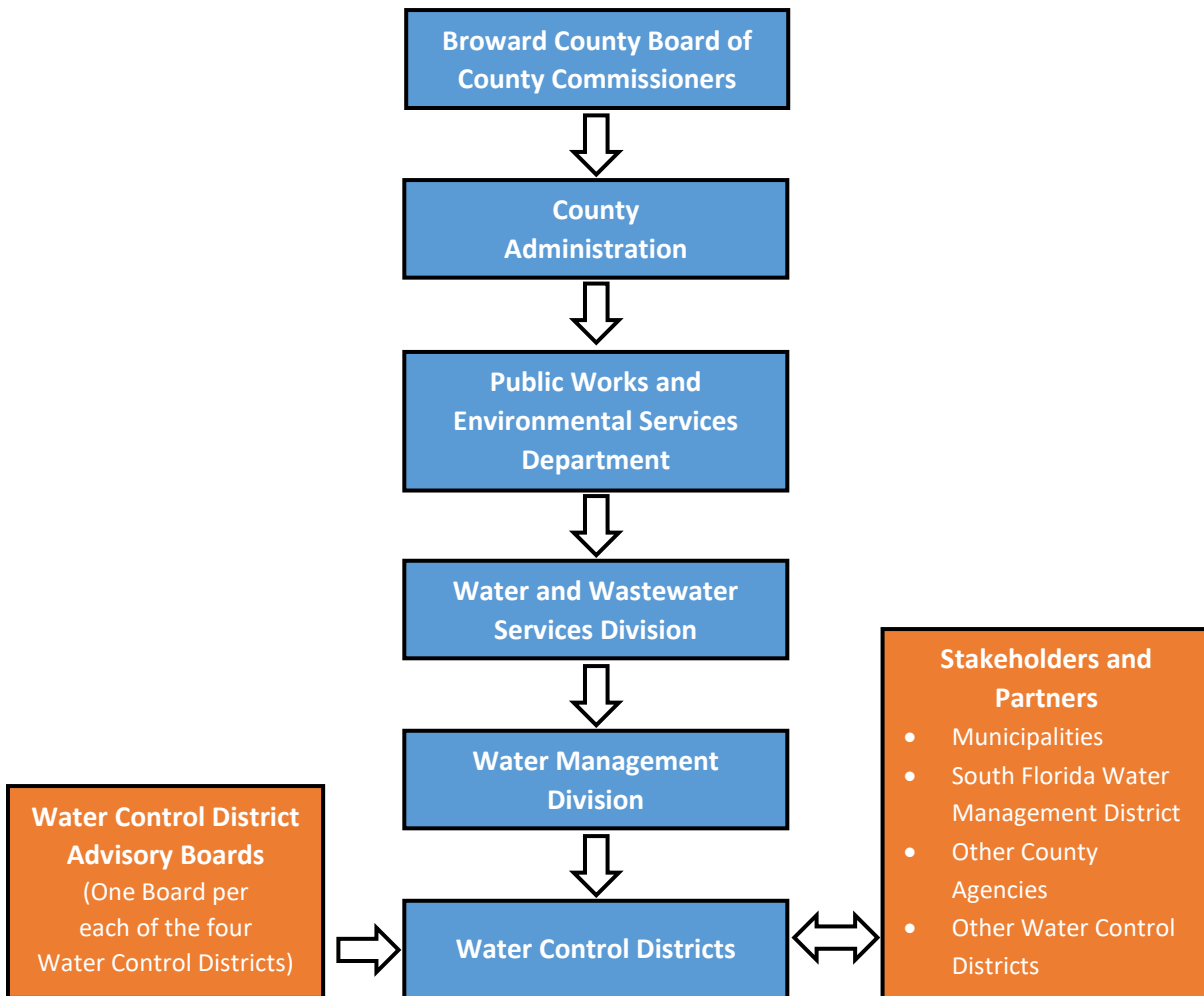 Broward County Board of
County Commissioners
County
Administration
Public Works and
Environmental Services
Department
Water and Wastewater
Services Division
Water Management
Division
Water Control District
Advisory Boards
(One Board per
each of the four
Water Control Districts)
Water Control Districts
Stakeholders and
Partners
• Municipalities
• South Florida Water
Management District
• Other County
Agencies
• Other Water Control
Districts